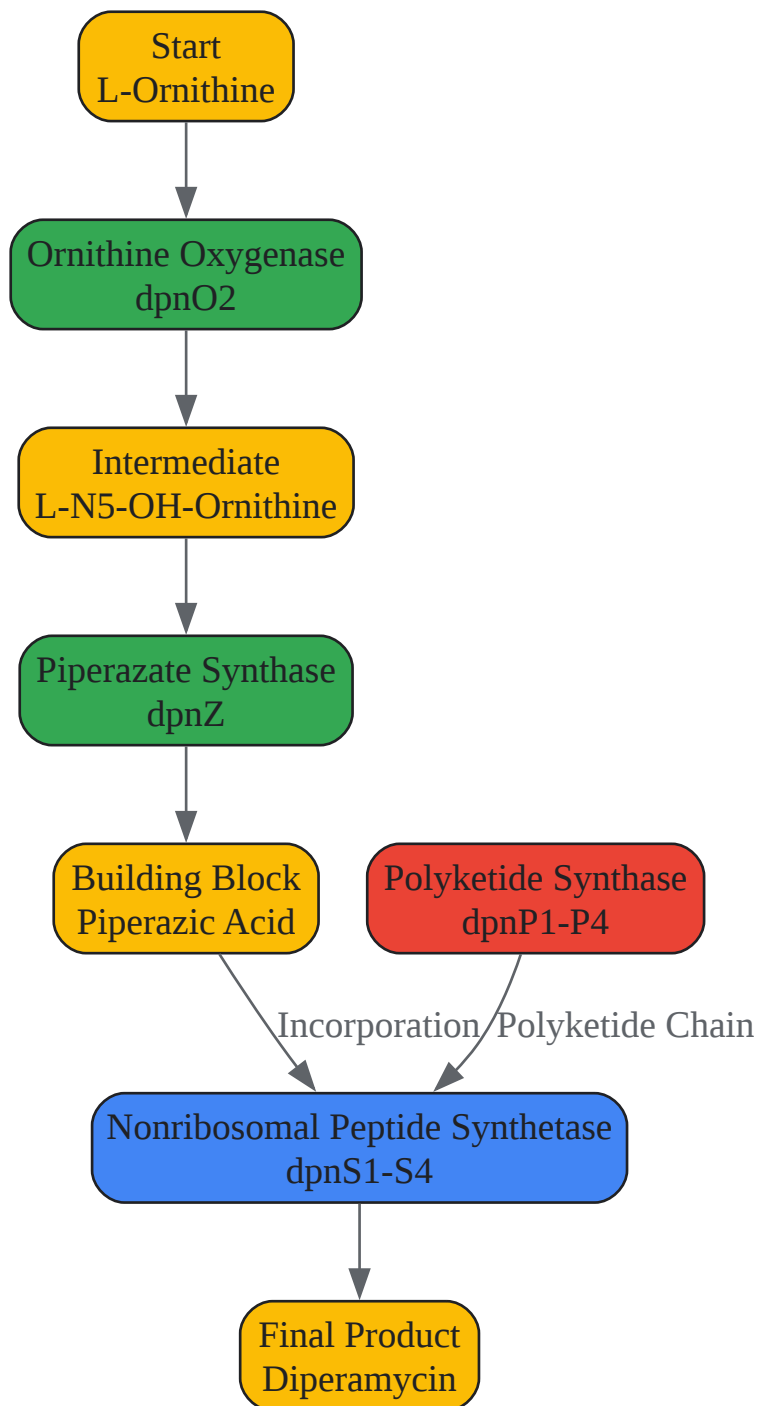 Start
L-Ornithine
Ornithine Oxygenase
dpnO2
Intermediate
L-N5-OH-Ornithine
Piperazate Synthase
dpnZ
Building Block
Piperazic Acid
Polyketide Synthase
dpnP1-P4
Incorporation
Polyketide Chain
Nonribosomal Peptide Synthetase
dpnS1-S4
Final Product
Diperamycin